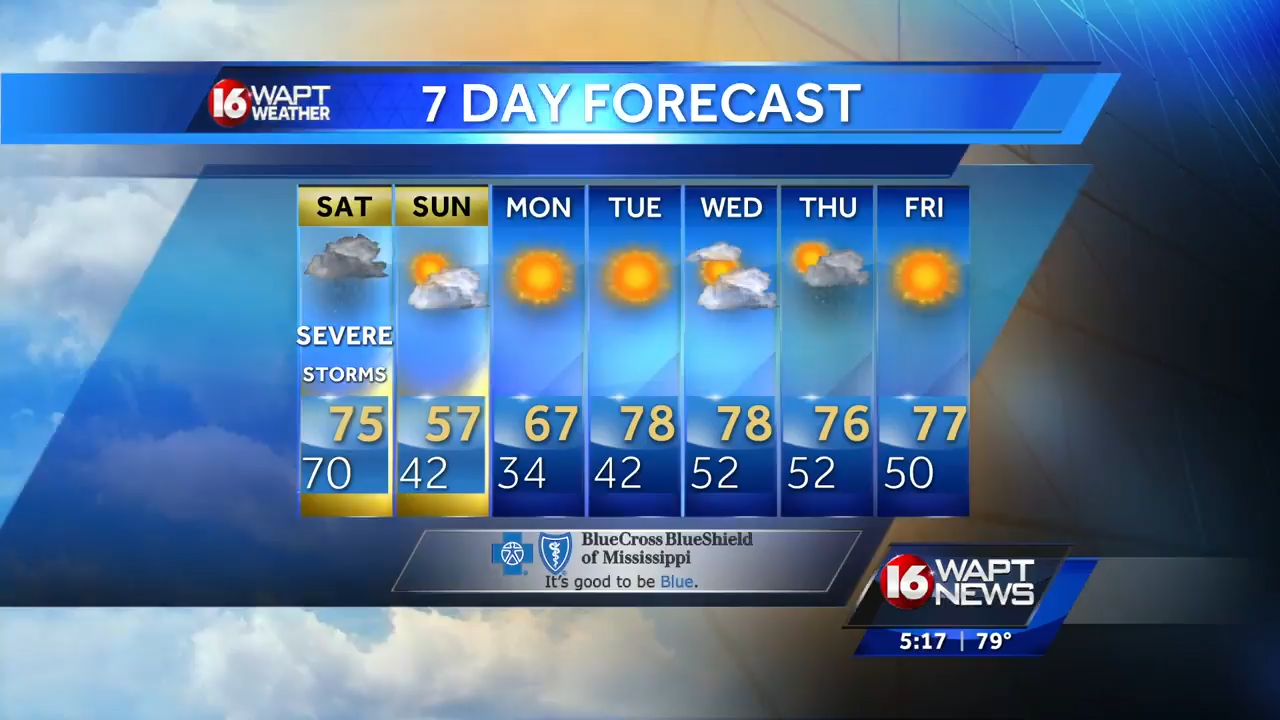 16 WAPT
WEATHER
7 DAY FORECAST
SAT SUN MON TUE WED THU FRI
SEVERE
STORMS
75 57 67 78 78 76 77
70 42 34 42 52 52 50
BlueCross BlueShield
of Mississippi
It's good to be Blue.
16 WAPT
NEWS
5:17 | 79°